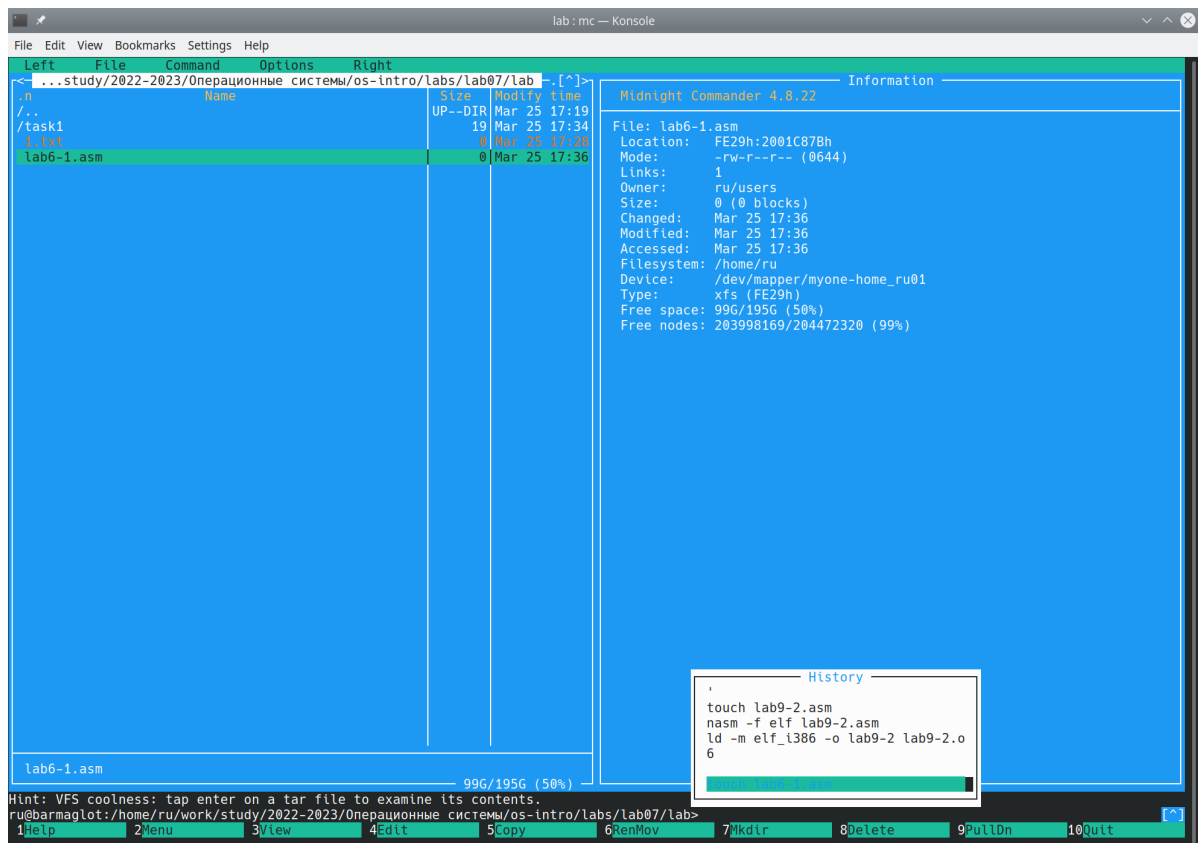 lab : mc — Konsole
File Edit View Bookmarks Settings Help
Left File Command Options Right
<— ...study/2022-2023/Операционные системы/os-intro/labs/lab07/lab —.[^]>
.n Name Size Modify time
/.. UP--DIR Mar 25 17:19
/task1 19 Mar 25 17:34
1.txt 0 Mar 25 17:28
lab6-1.asm 0 Mar 25 17:36
lab6-1.asm
99G/195G (50%)
Information
Midnight Commander 4.8.22
File: lab6-1.asm
Location: FE29h:2001C87Bh
Mode: -rw-r--r-- (0644)
Links: 1
Owner: ru/users
Size: 0 (0 blocks)
Changed: Mar 25 17:36
Modified: Mar 25 17:36
Accessed: Mar 25 17:36
Filesystem: /home/ru
Device: /dev/mapper/myone-home_ru01
Type: xfs (FE29h)
Free space: 99G/195G (50%)
Free nodes: 203998169/204472320 (99%)
History
'
touch lab9-2.asm
nasm -f elf lab9-2.asm
ld -m elf_i386 -o lab9-2 lab9-2.o
6
touch lab6-1.asm
Hint: VFS coolness: tap enter on a tar file to examine its contents.
ru@barmaglot:/home/ru/work/study/2022-2023/Операционные системы/os-intro/labs/lab07/lab> [^]
1Help 2Menu 3View 4Edit 5Copy 6RenMov 7Mkdir 8Delete 9PullDn 10Quit